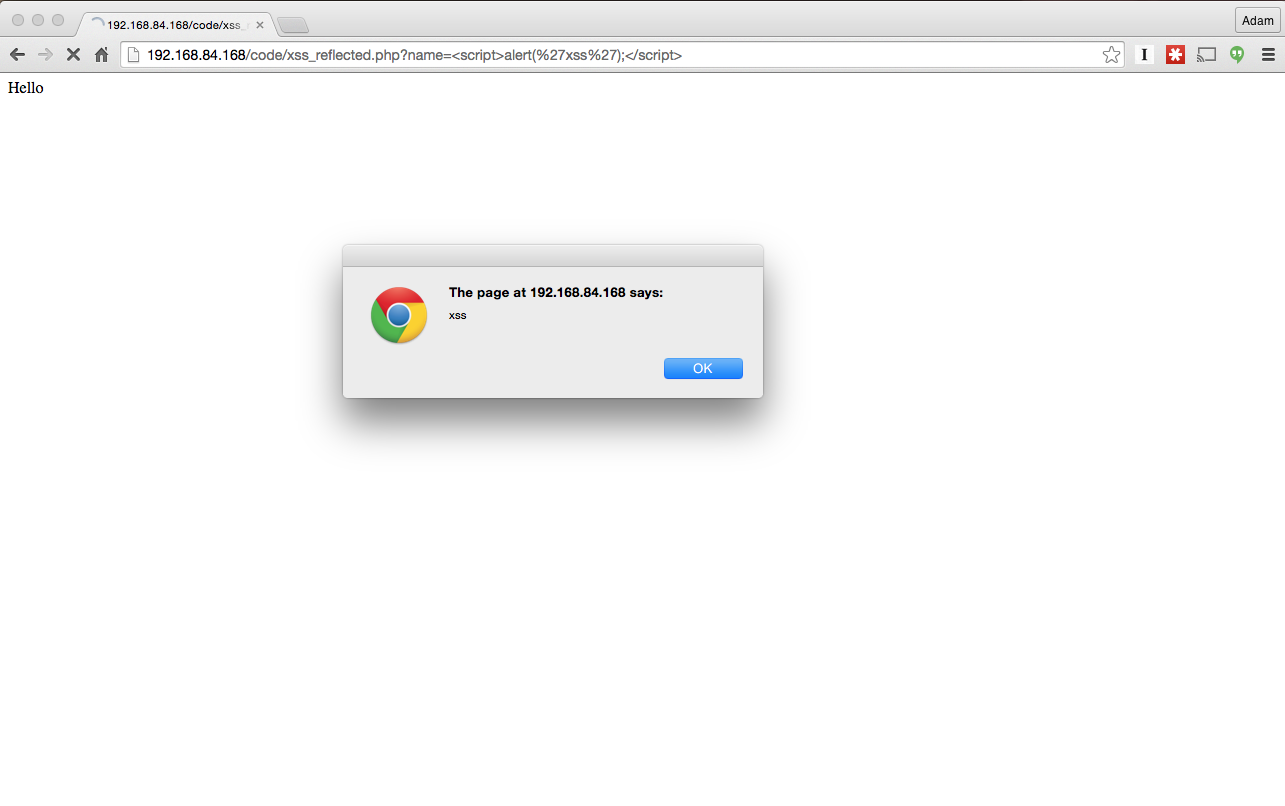 192.168.84.168/code/xss_
Adam
192.168.84.168/code/xss_reflected.php?name=<script>alert(%27xss%27);</script>
Hello
The page at 192.168.84.168 says:
xss
OK